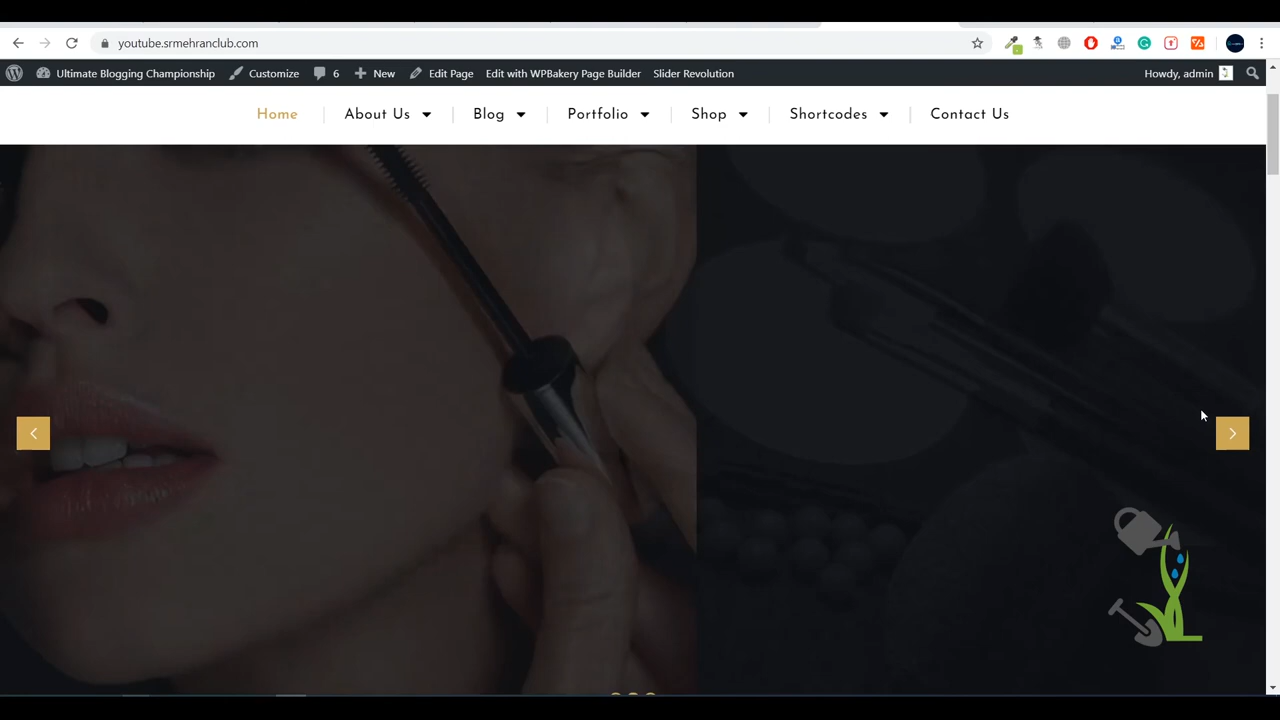 youtube.srmehranclub.com
Ultimate Blogging Championship Customize 6 New Edit Page Edit with WPBakery Page Builder Slider Revolution Howdy, admin
Home About Us Blog Portfolio Shop Shortcodes Contact Us